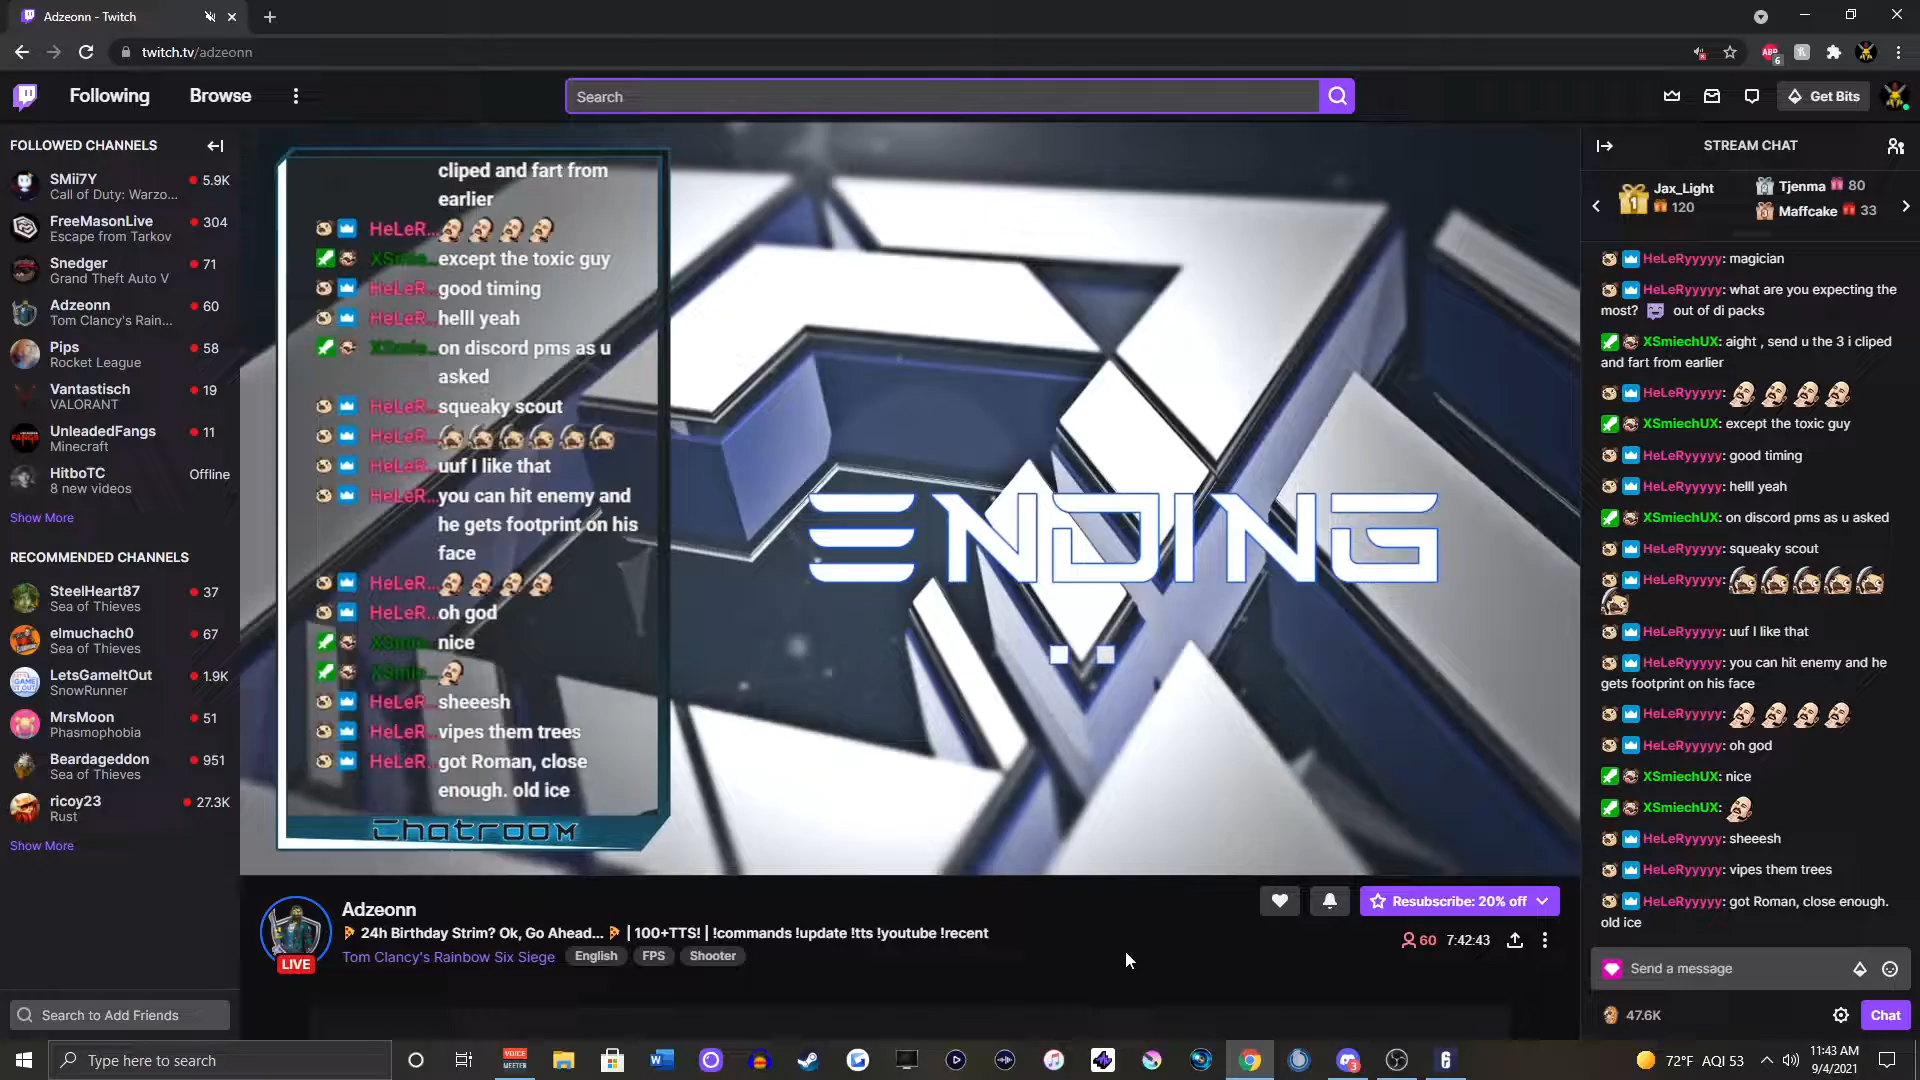 Adzeonn - Twitch
twitch.tv/adzeonn
6
Following
Browse
Search
Get Bits
FOLLOWED CHANNELS
SMii7Y
5.9K
Call of Duty: Warzo...
FreeMasonLive
304
Escape from Tarkov
Snedger
71
Grand Theft Auto V
Adzeonn
60
Tom Clancy's Rain...
Pips
58
Rocket League
Vantastisch
19
VALORANT
UnleadedFangs
11
Minecraft
HitboTC
Offline
8 new videos
Show More
RECOMMENDED CHANNELS
SteelHeart87
37
Sea of Thieves
elmuchach0
67
Sea of Thieves
LetsGameItOut
1.9K
SnowRunner
MrsMoon
51
Phasmophobia
Beardageddon
951
Sea of Thieves
ricoy23
27.3K
Rust
Show More
Search to Add Friends
cliped and fart from
earlier
HeLeR...
XSmie... except the toxic guy
HeLeR... good timing
HeLeR... helll yeah
XSmie... on discord pms as u
asked
HeLeR... squeaky scout
HeLeR...
HeLeR... uuf I like that
HeLeR... you can hit enemy and
he gets footprint on his
face
HeLeR...
HeLeR... oh god
XSmie... nice
XSmie...
HeLeR... sheeesh
HeLeR... vipes them trees
HeLeR... got Roman, close
enough. old ice
Chatroom
ENDING
LIVE
Adzeonn
24h Birthday Strim? Ok, Go Ahead... | 100+TTS! | !commands !update !tts !youtube !recent
Tom Clancy's Rainbow Six Siege
English
FPS
Shooter
Resubscribe: 20% off
60
7:42:43
STREAM CHAT
1
Jax_Light
120
2
Tjenma
80
3
Maffcake
33
HeLeRyyyyy: magician
HeLeRyyyyy: what are you expecting the
most? out of di packs
XSmiechUX: aight , send u the 3 i cliped
and fart from earlier
HeLeRyyyyy:
XSmiechUX: except the toxic guy
HeLeRyyyyy: good timing
HeLeRyyyyy: helll yeah
XSmiechUX: on discord pms as u asked
HeLeRyyyyy: squeaky scout
HeLeRyyyyy:
HeLeRyyyyy: uuf I like that
HeLeRyyyyy: you can hit enemy and he
gets footprint on his face
HeLeRyyyyy:
HeLeRyyyyy: oh god
XSmiechUX: nice
XSmiechUX:
HeLeRyyyyy: sheeesh
HeLeRyyyyy: vipes them trees
HeLeRyyyyy: got Roman, close enough.
old ice
Send a message
47.6K
Chat
Type here to search
VOICE
MEETER
72°F AQI 53
11:43 AM
9/4/2021